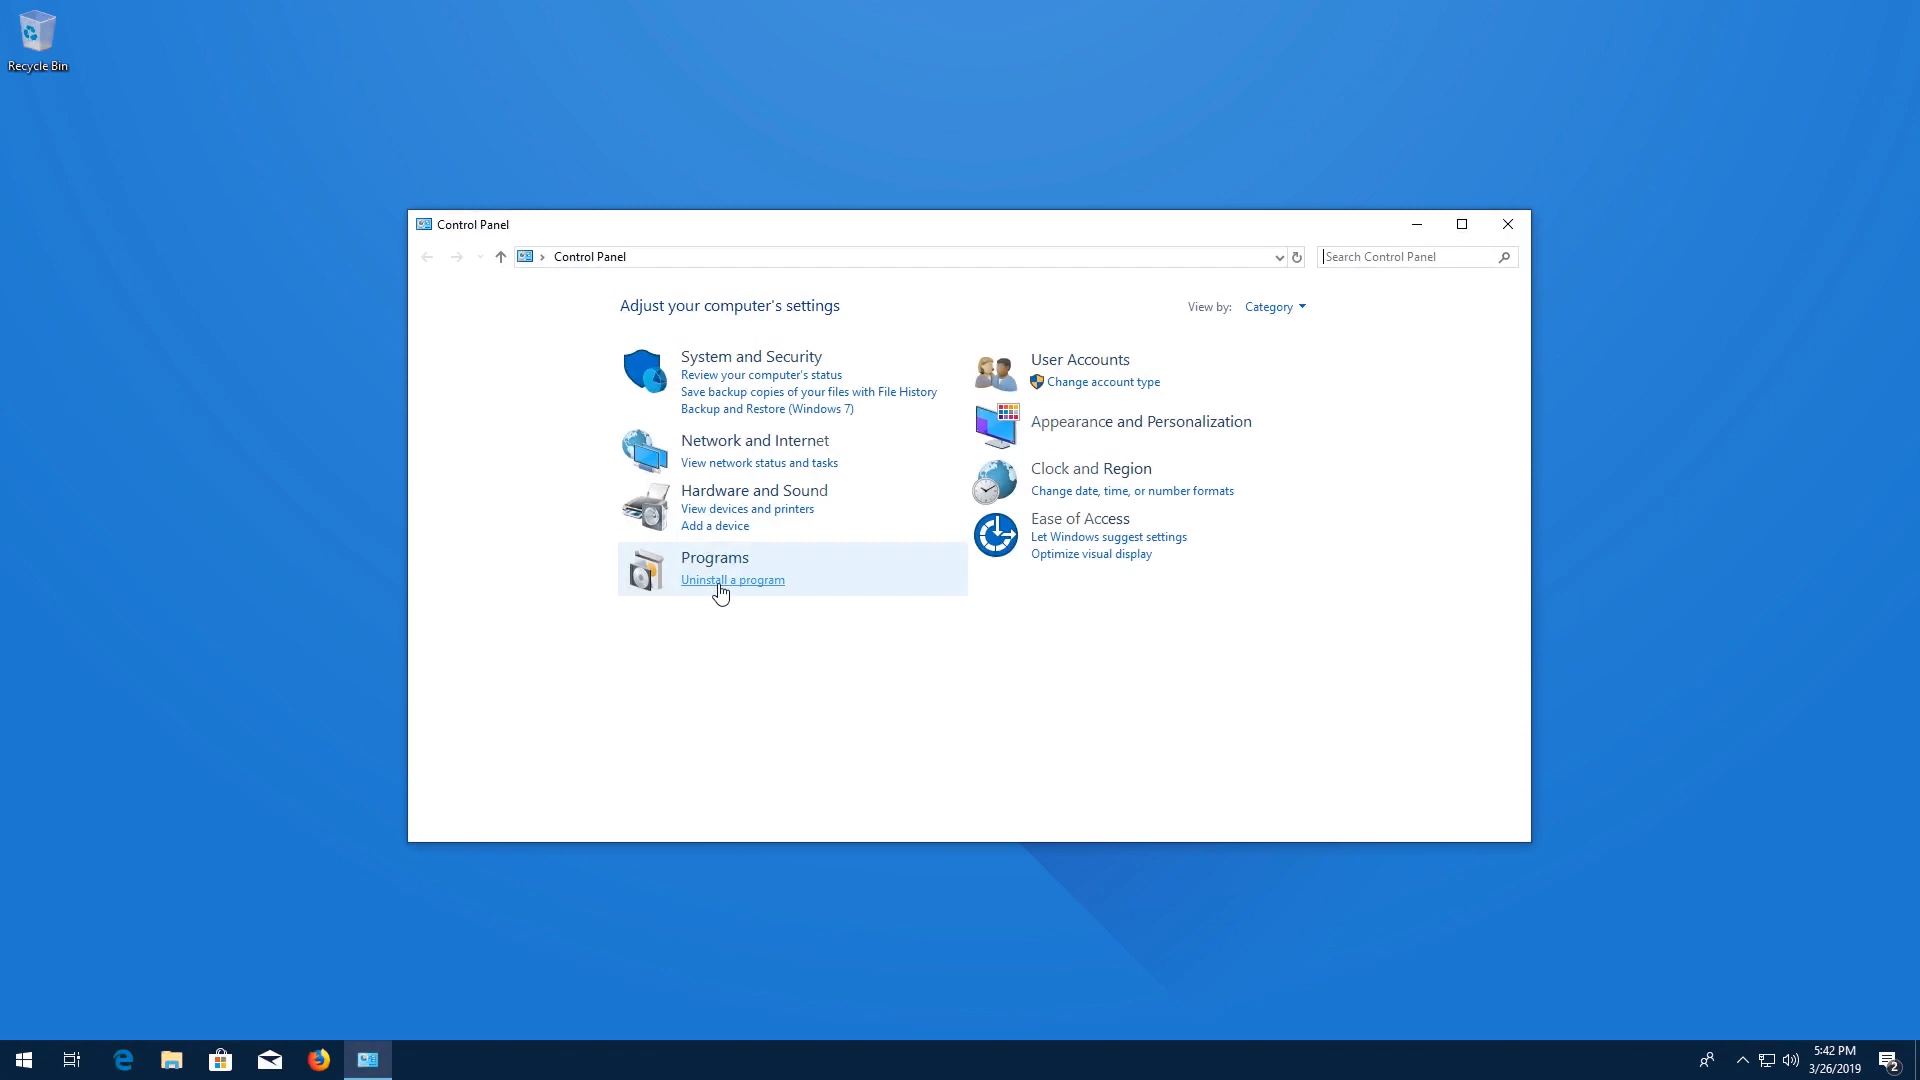 Recycle Bin
Control Panel
Control Panel
Search Control Panel
Adjust your computer's settings
View by: Category
System and Security
Review your computer's status
Save backup copies of your files with File History
Backup and Restore (Windows 7)
Network and Internet
View network status and tasks
Hardware and Sound
View devices and printers
Add a device
Programs
Uninstall a program
User Accounts
Change account type
Appearance and Personalization
Clock and Region
Change date, time, or number formats
Ease of Access
Let Windows suggest settings
Optimize visual display
5:42 PM
3/26/2019
2